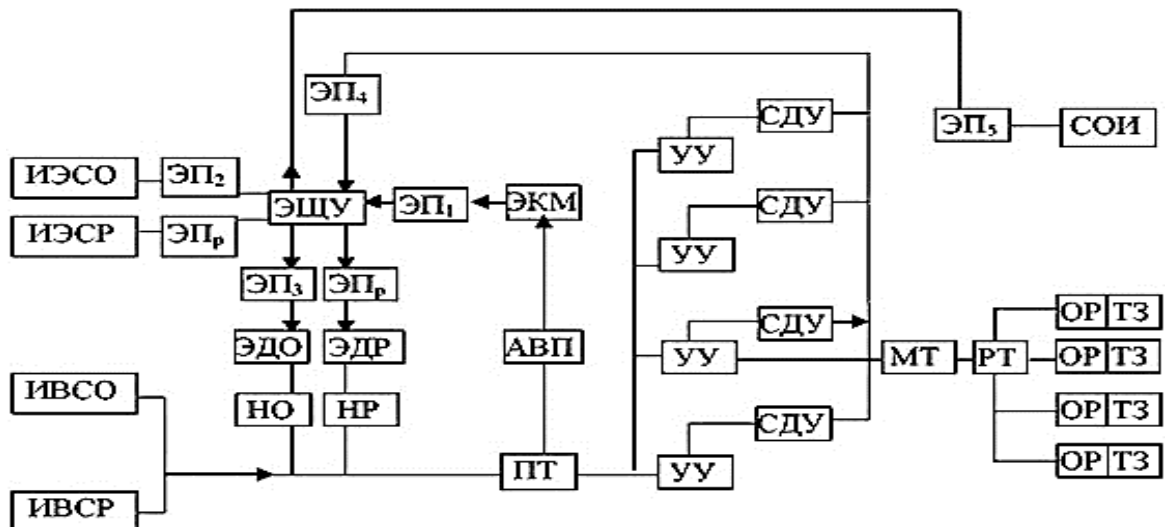 ЭП₄
СДУ
ЭП₅
СОИ
УУ
ИЭСО
ЭП₂
ЭЩУ
ЭП₁
ЭКМ
СДУ
ИЭСР
ЭПр
УУ
ЭП₃
ЭПр
СДУ
ОР ТЗ
ЭДО
ЭДР
АВП
УУ
МТ
РТ
ОР ТЗ
ИВСО
НО
НР
СДУ
ОР ТЗ
ПТ
УУ
ОР ТЗ
ИВСР